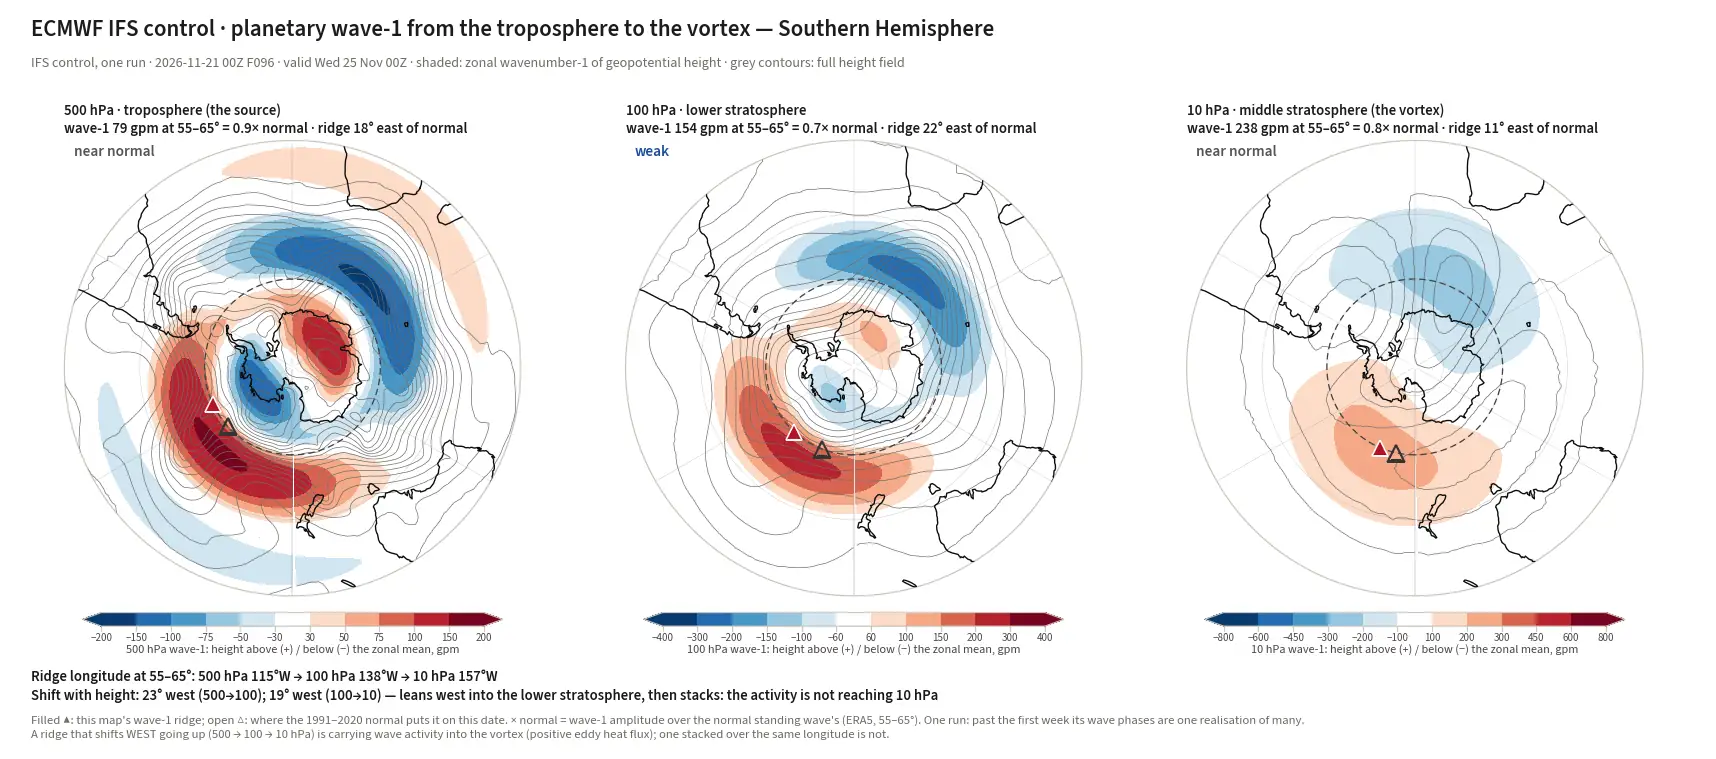 ECMWF IFS control · planetary wave-1 from the troposphere to the vortex — Southern Hemisphere
IFS control, one run · 2026-11-21 00Z F096 · valid Wed 25 Nov 00Z · shaded: zonal wavenumber-1 of geopotential height · grey contours: full height field
500 hPa · troposphere (the source)
wave-1 79 gpm at 55–65° = 0.9× normal · ridge 18° east of normal
near normal
100 hPa · lower stratosphere
wave-1 154 gpm at 55–65° = 0.7× normal · ridge 22° east of normal
weak
10 hPa · middle stratosphere (the vortex)
wave-1 238 gpm at 55–65° = 0.8× normal · ridge 11° east of normal
near normal
−200 −150 −100 −75 −50 −30 30 50 75 100 150 200
500 hPa wave-1: height above (+) / below (−) the zonal mean, gpm
−400 −300 −200 −150 −100 −60 60 100 150 200 300 400
100 hPa wave-1: height above (+) / below (−) the zonal mean, gpm
−800 −600 −450 −300 −200 −100 100 200 300 450 600 800
10 hPa wave-1: height above (+) / below (−) the zonal mean, gpm
Ridge longitude at 55–65°: 500 hPa 115°W → 100 hPa 138°W → 10 hPa 157°W
Shift with height: 23° west (500→100); 19° west (100→10) — leans west into the lower stratosphere, then stacks: the activity is not reaching 10 hPa
Filled ▲: this map's wave-1 ridge; open △: where the 1991–2020 normal puts it on this date. × normal = wave-1 amplitude over the normal standing wave's (ERA5, 55–65°). One run: past the first week its wave phases are one realisation of many.
A ridge that shifts WEST going up (500 → 100 → 10 hPa) is carrying wave activity into the vortex (positive eddy heat flux); one stacked over the same longitude is not.